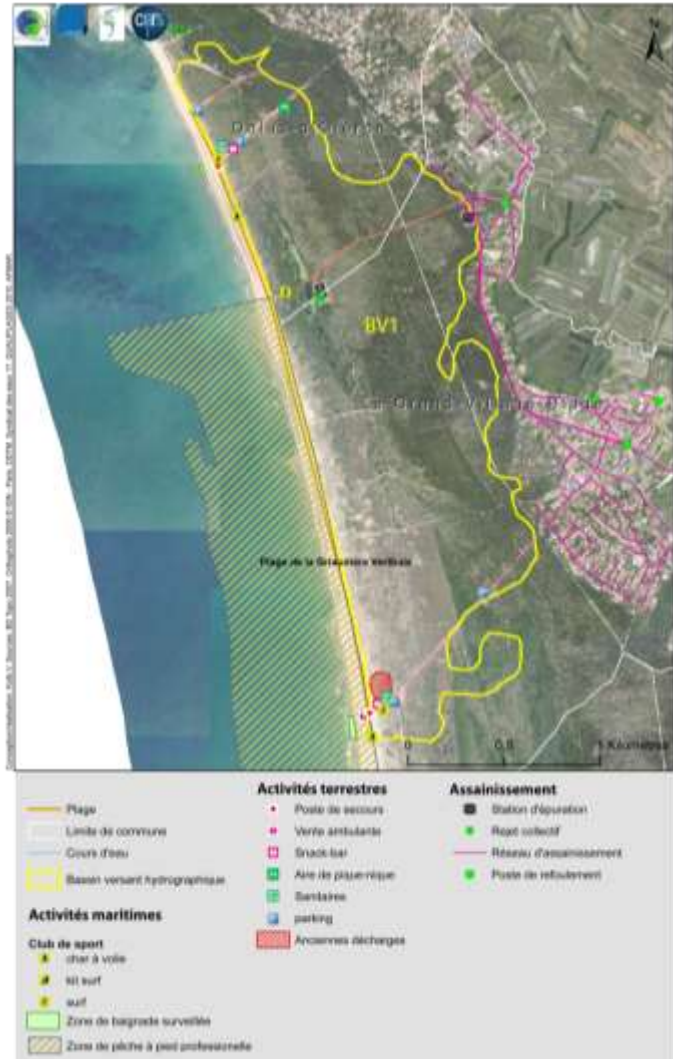 N
BV1
D
Plage de la
0 0,5 1 Kilomètres
Plage
Limite de commune
Cours d'eau
Bassin versant hydrographique
Activités maritimes
Club de sport
char à voile
kit surf
surf
Zone de baignade surveillée
Zone de pêche à pied professionelle
Activités terrestres
Poste de secours
Vente ambulante
Snack-bar
Aire de pique-nique
Sanitaires
parking
Anciennes décharges
Assainissement
Station d'épuration
Rejet collectif
Réseau d'assainissement
Poste de refoulement